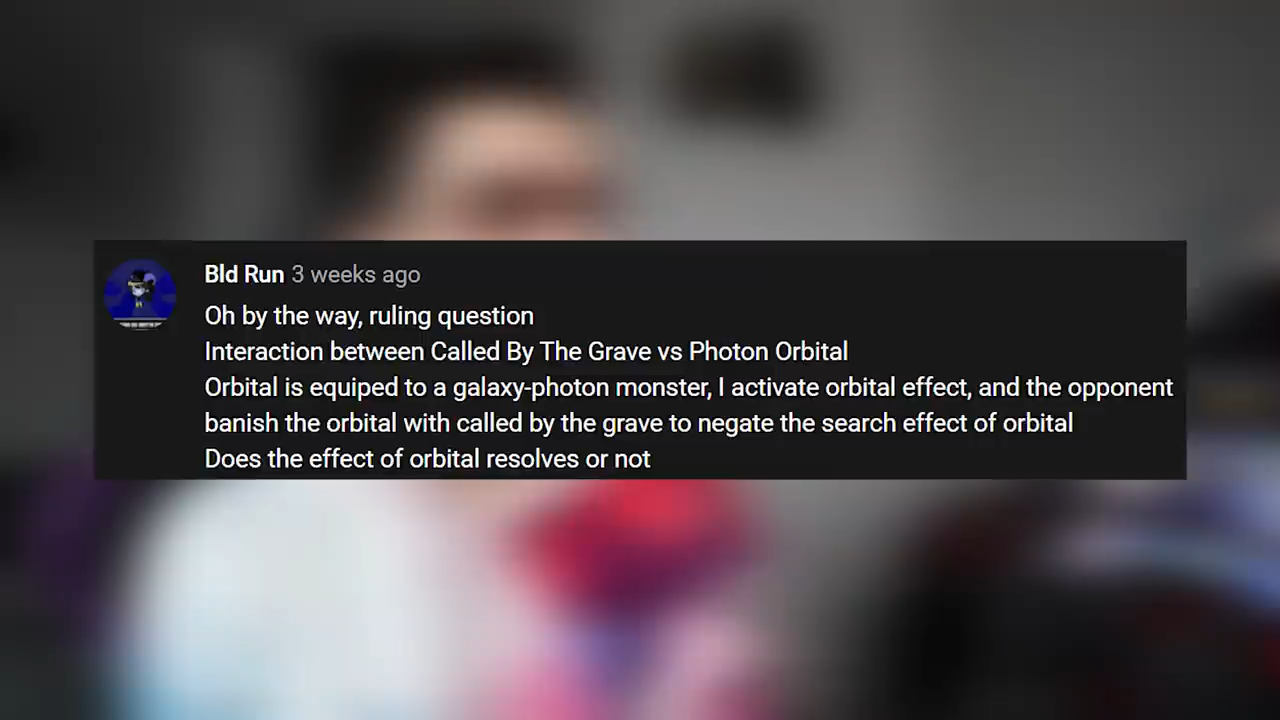 Bld Run 3 weeks ago
Oh by the way, ruling question
Interaction between Called By The Grave vs Photon Orbital
Orbital is equiped to a galaxy-photon monster, I activate orbital effect, and the opponent
banish the orbital with called by the grave to negate the search effect of orbital
Does the effect of orbital resolves or not